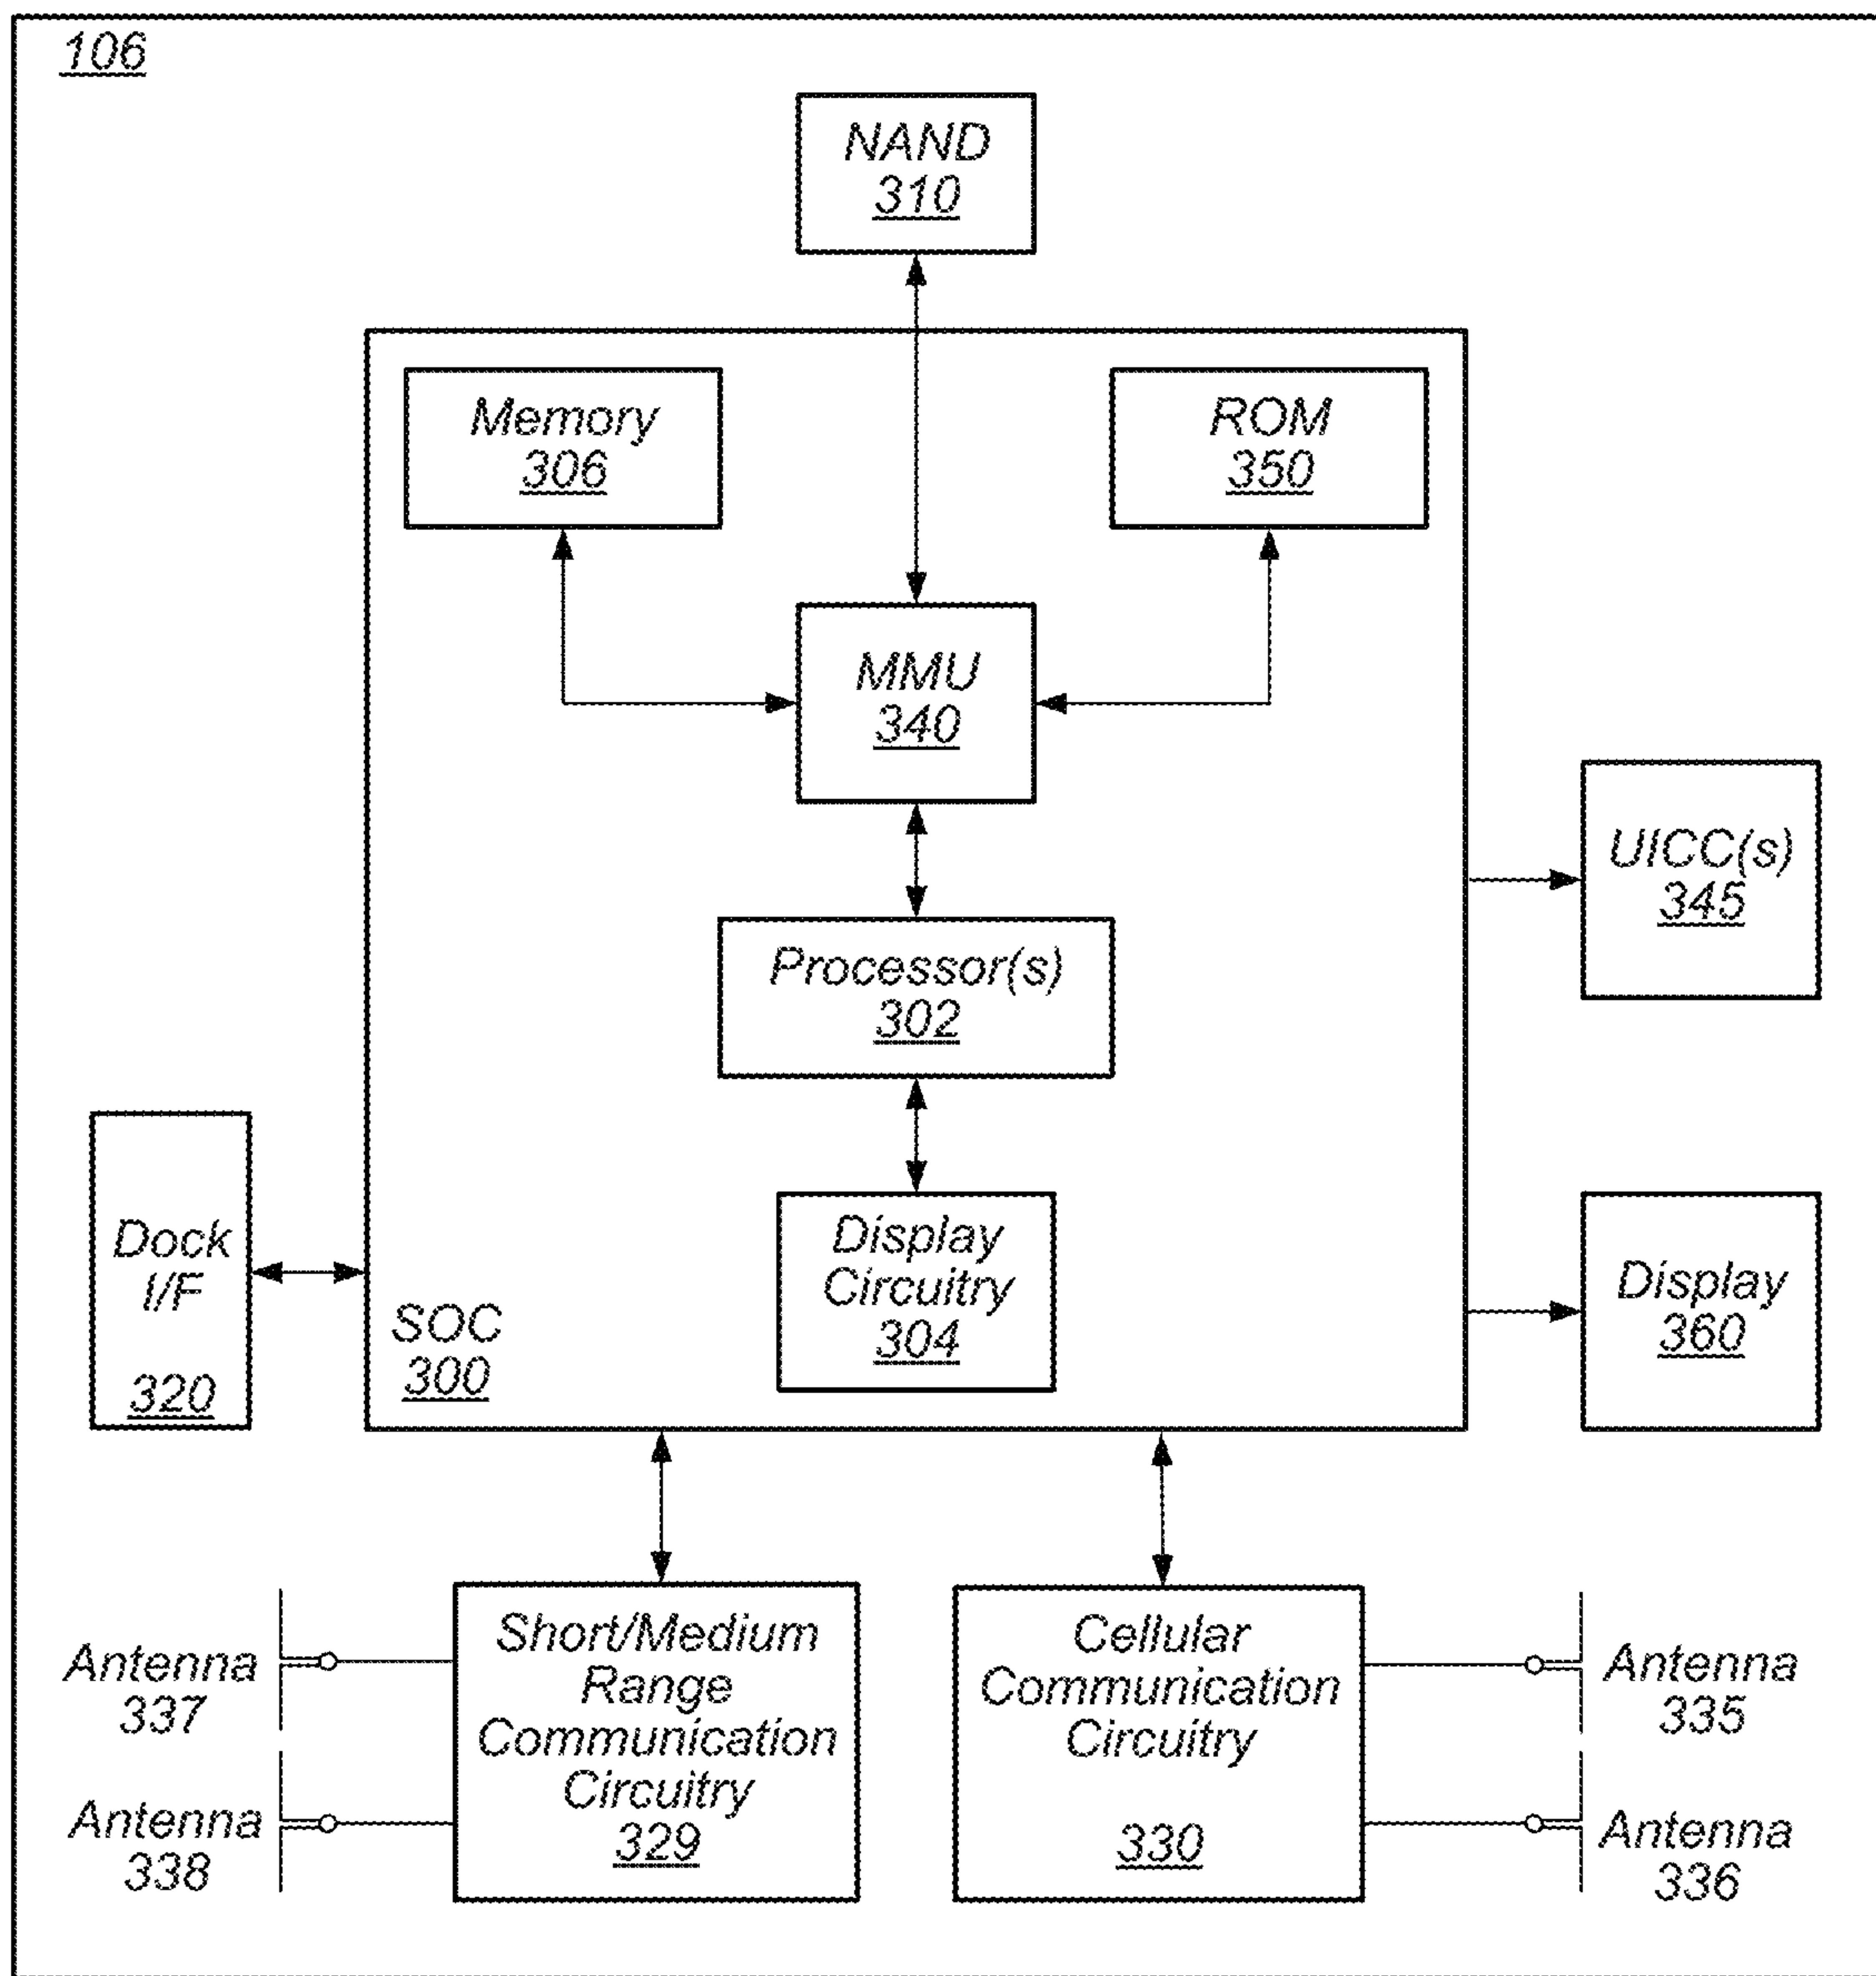 106
NAND
310
Memory
306
ROM
350
MMU
340
UICC(s)
345
Processor(s)
302
Dock
I/F
320
Display
Circuitry
304
SOC
300
Display
360
Antenna
337
Antenna
338
Short/Medium
Range
Communication
Circuitry
329
Cellular
Communication
Circuitry
330
Antenna
335
Antenna
336